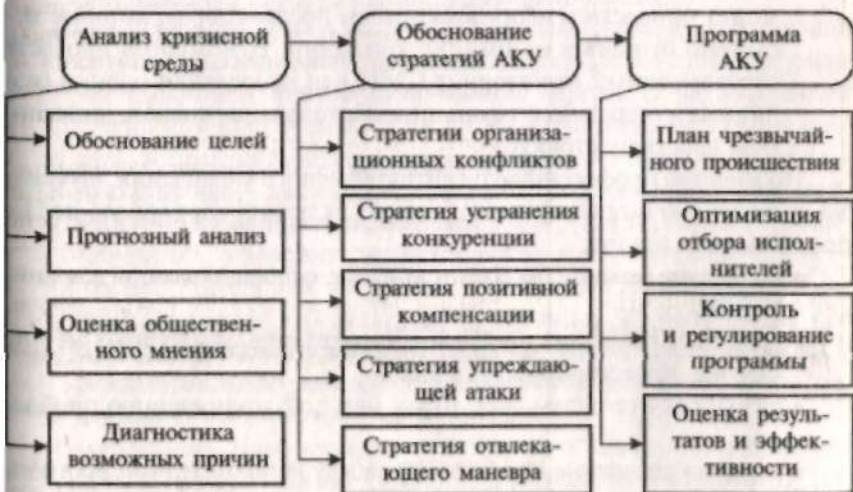 Анализ кризисной
среды
Обоснование целей
Прогнозный анализ
Оценка обществен-
ного мнения
Диагностика
возможных причин
Обоснование
стратегий АКУ
Стратегии организа-
ционных конфликтов
Стратегия устранения
конкуренции
Стратегия позитивной
компенсации
Стратегия упреждаю-
щей атаки
Стратегия отвлека-
ющего маневра
Программа
АКУ
План чрезвычай-
ного происшествия
Оптимизация
отбора испол-
нителей
Контроль
и регулирование
программы
Оценка резуль-
татов и эффек-
тивности